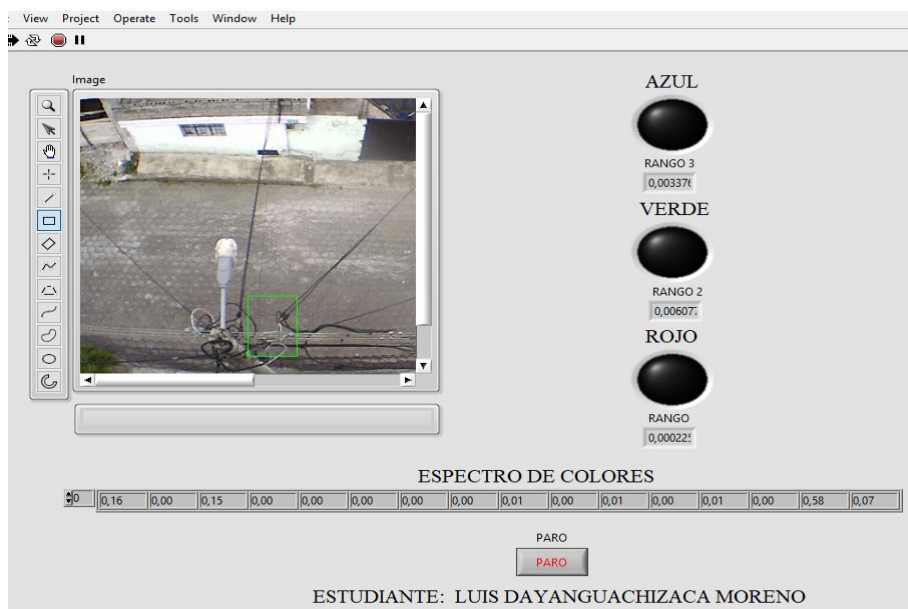 View Project Operate Tools Window Help
Image
AZUL
RANGO 3
0,00337
VERDE
RANGO 2
0,00607
ROJO
RANGO
0,00022
ESPECTRO DE COLORES
0 0,16 0,00 0,15 0,00 0,00 0,00 0,00 0,00 0,01 0,00 0,01 0,00 0,01 0,00 0,58 0,07
PARO
PARO
ESTUDIANTE: LUIS DAYANGUACHIZACA MORENO